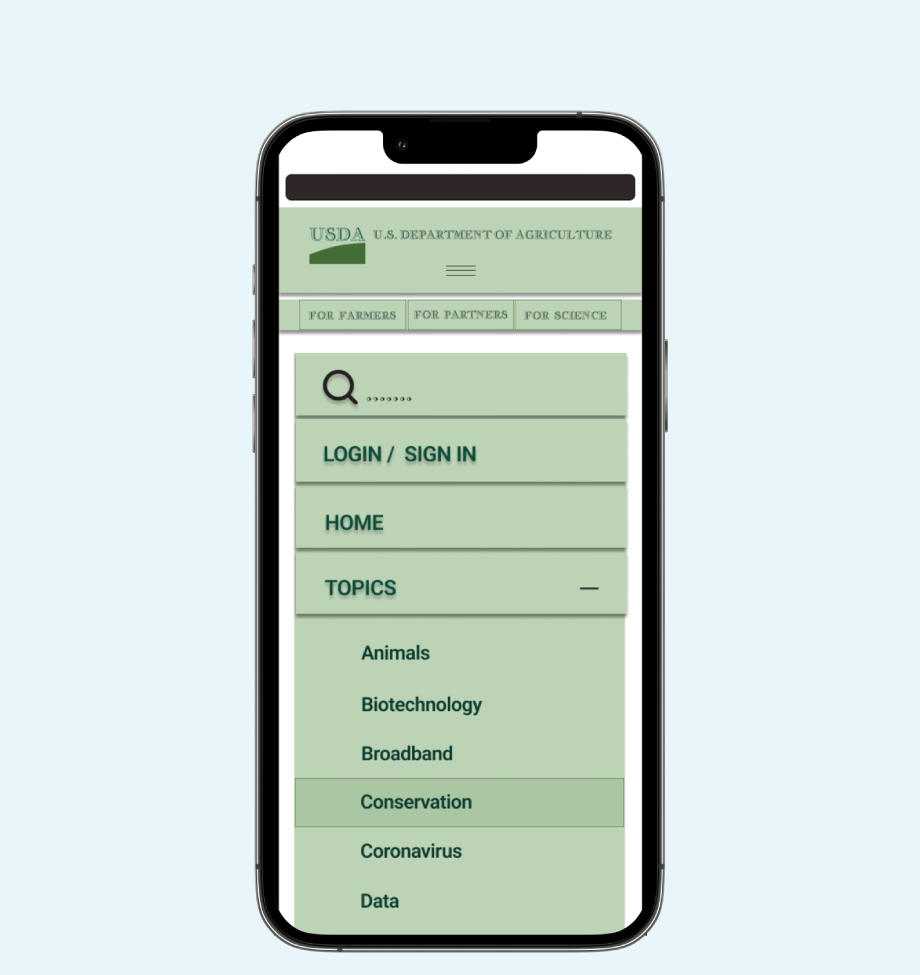 USDA U.S. DEPARTMENT OF AGRICULTURE
FOR FARMERS FOR PARTNERS FOR SCIENCE
.......
LOGIN / SIGN IN
HOME
TOPICS
Animals
Biotechnology
Broadband
Conservation
Coronavirus
Data